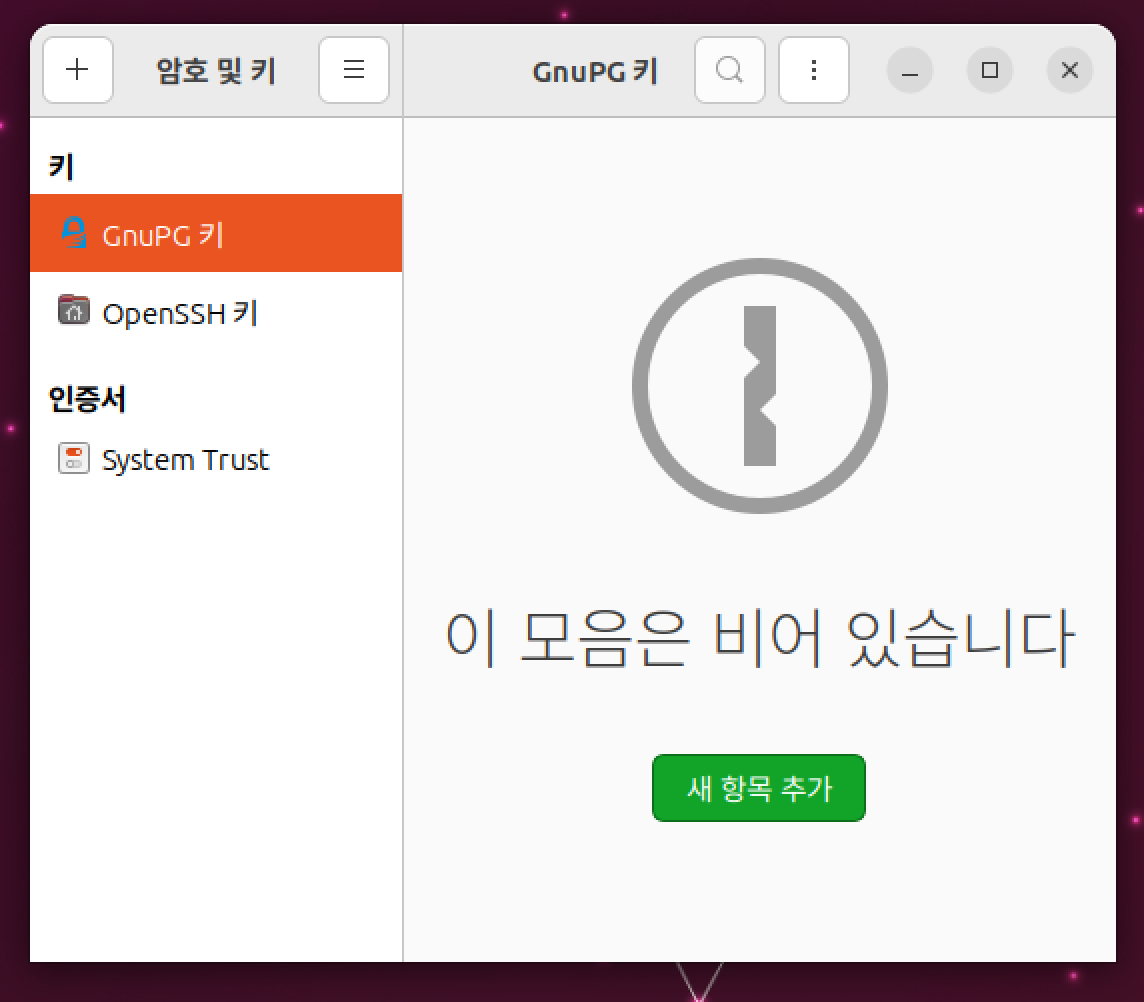 암호 및 키
GnuPG 키
키
GnuPG 키
OpenSSH 키
인증서
System Trust
이 모음은 비어 있습니다
새 항목 추가